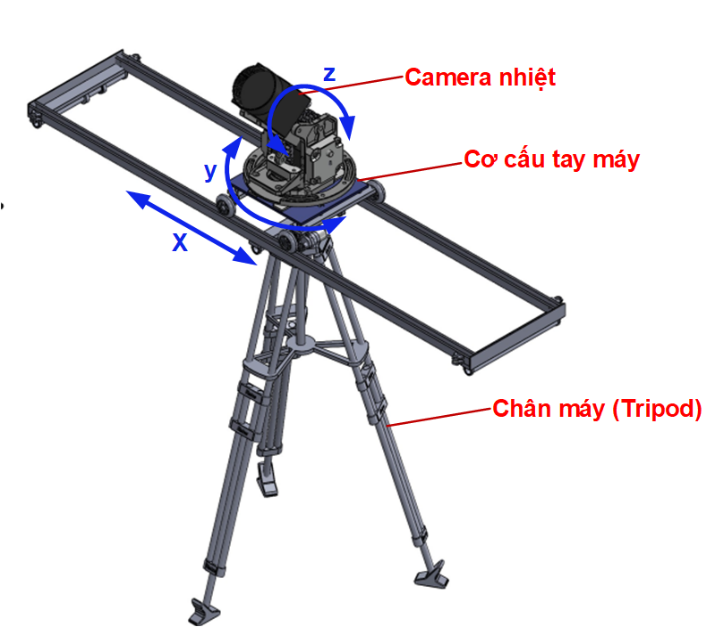 z
Camera nhiệt
Cơ cấu tay máy
y
X
Chân máy (Tripod)